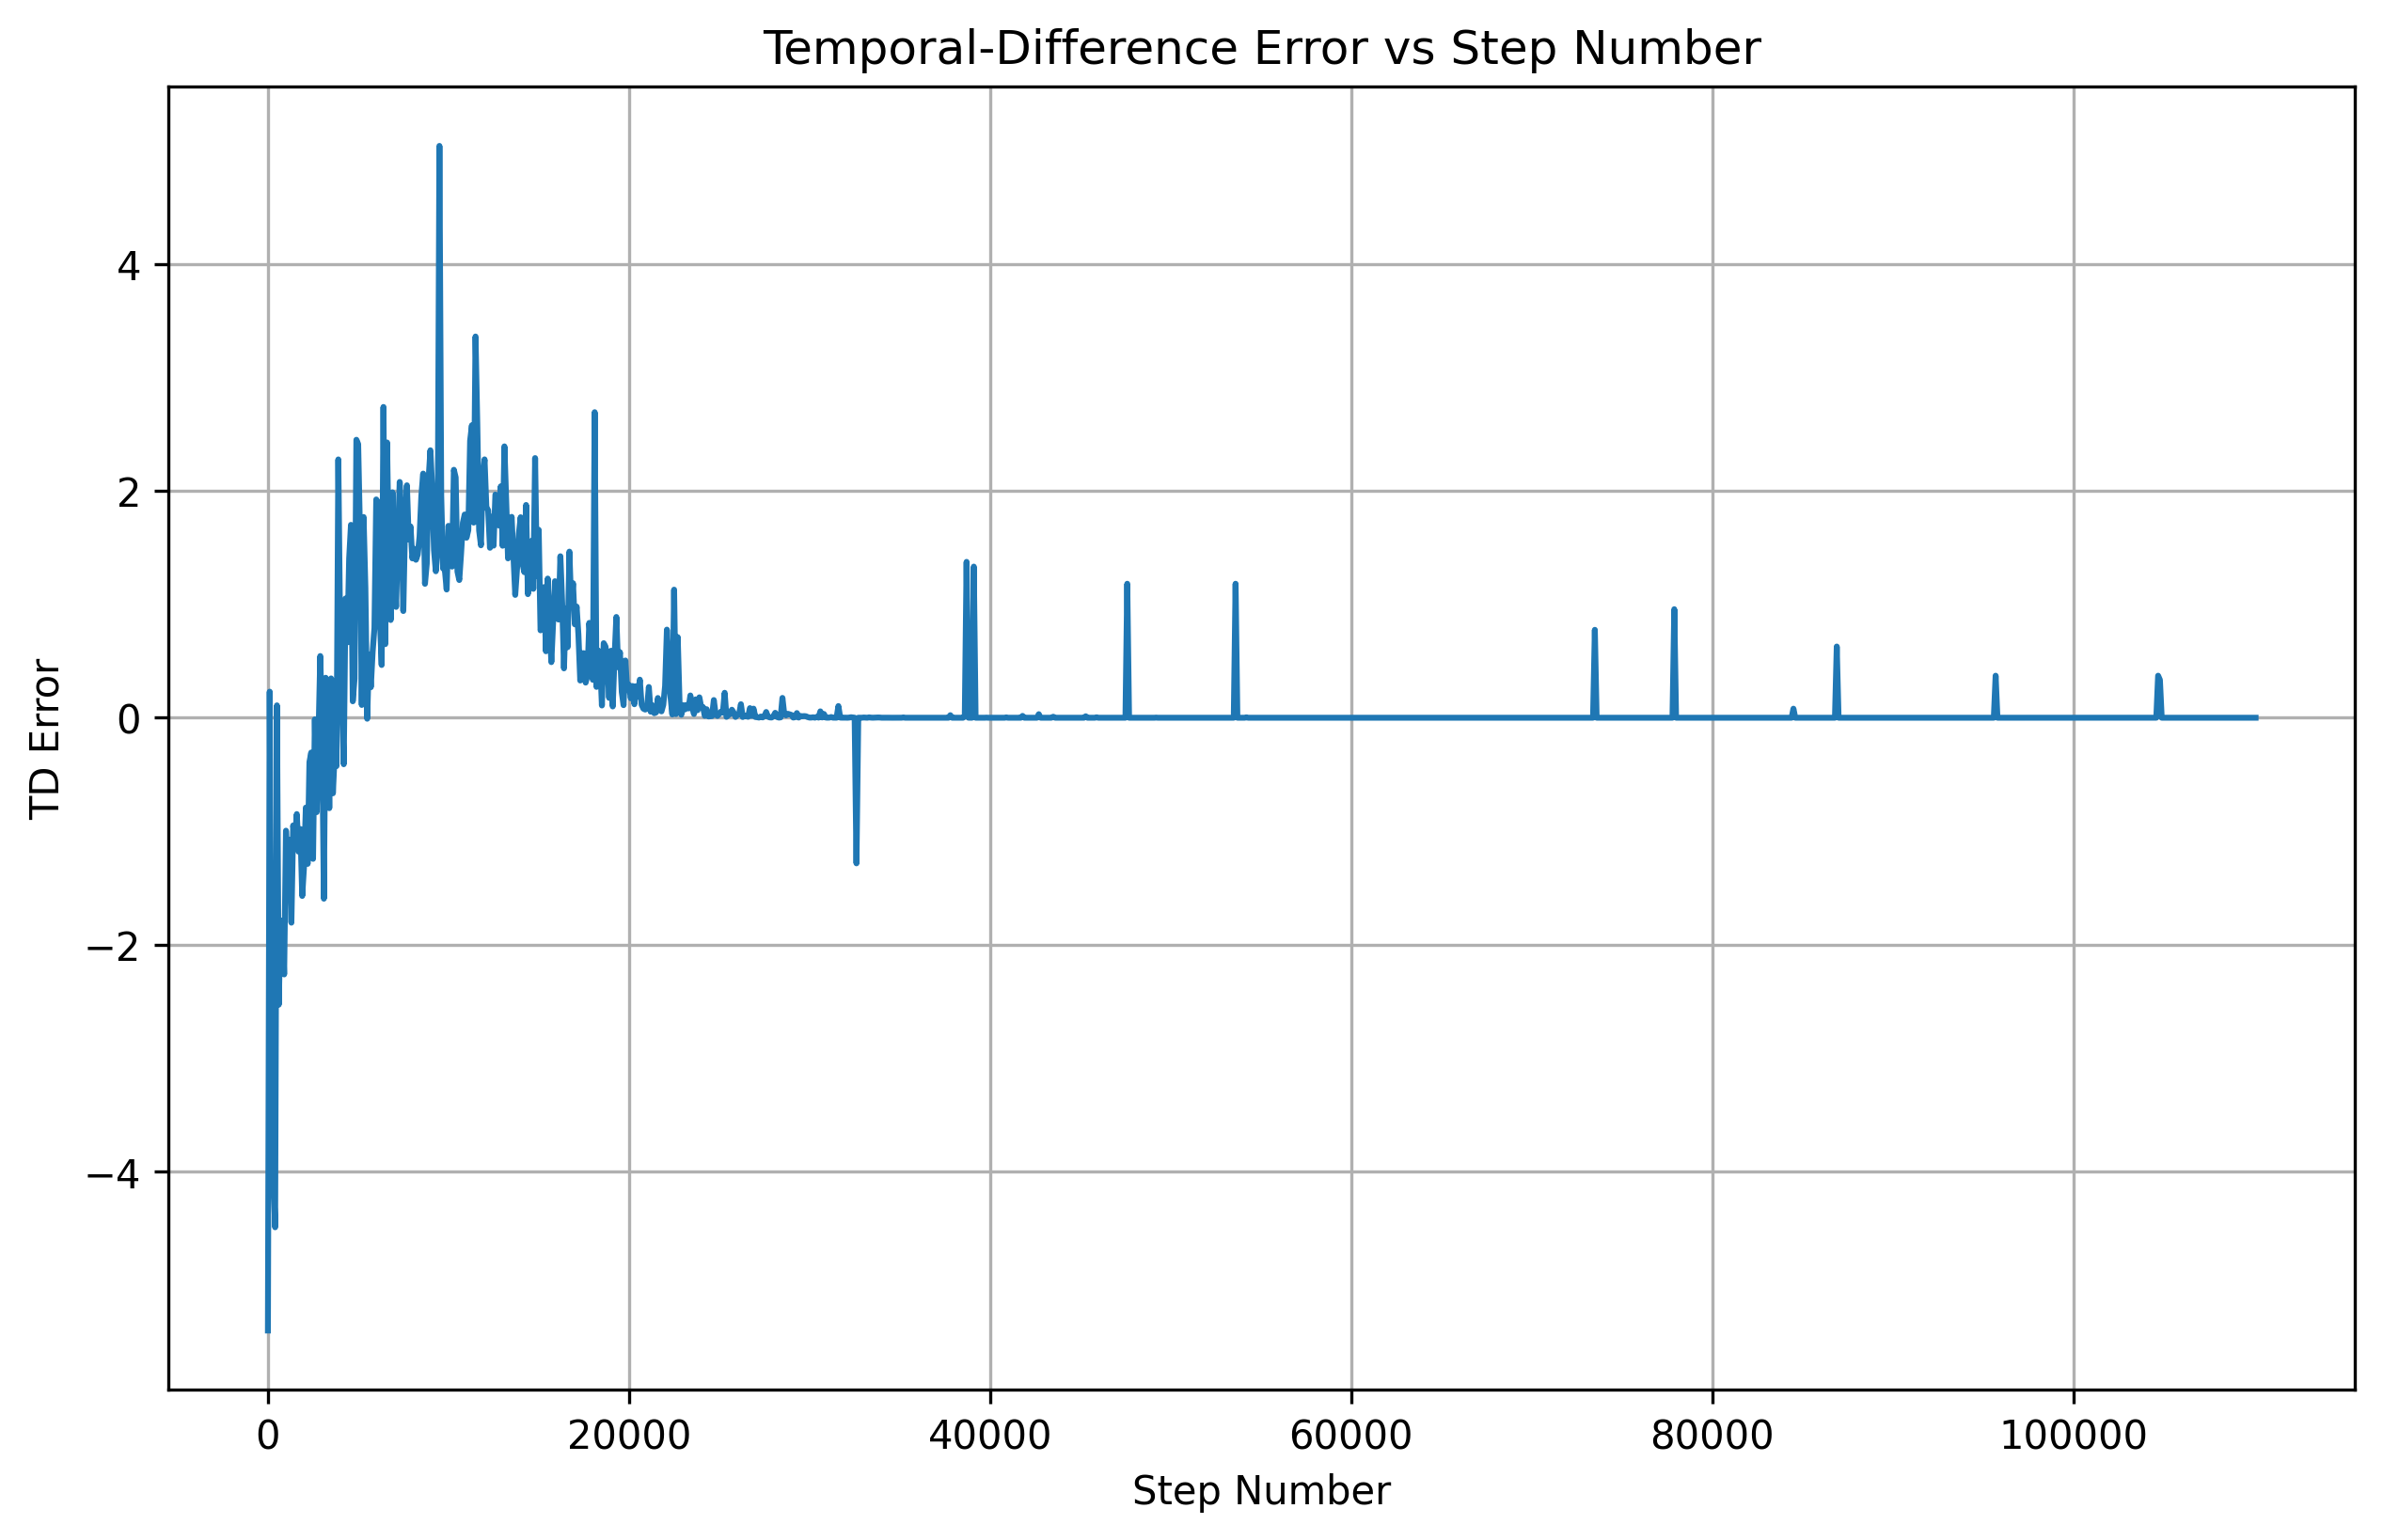 Temporal-Difference Error vs Step Number
4
2
0
−2
−4
TD Error
0 20000 40000 60000 80000 100000
Step Number